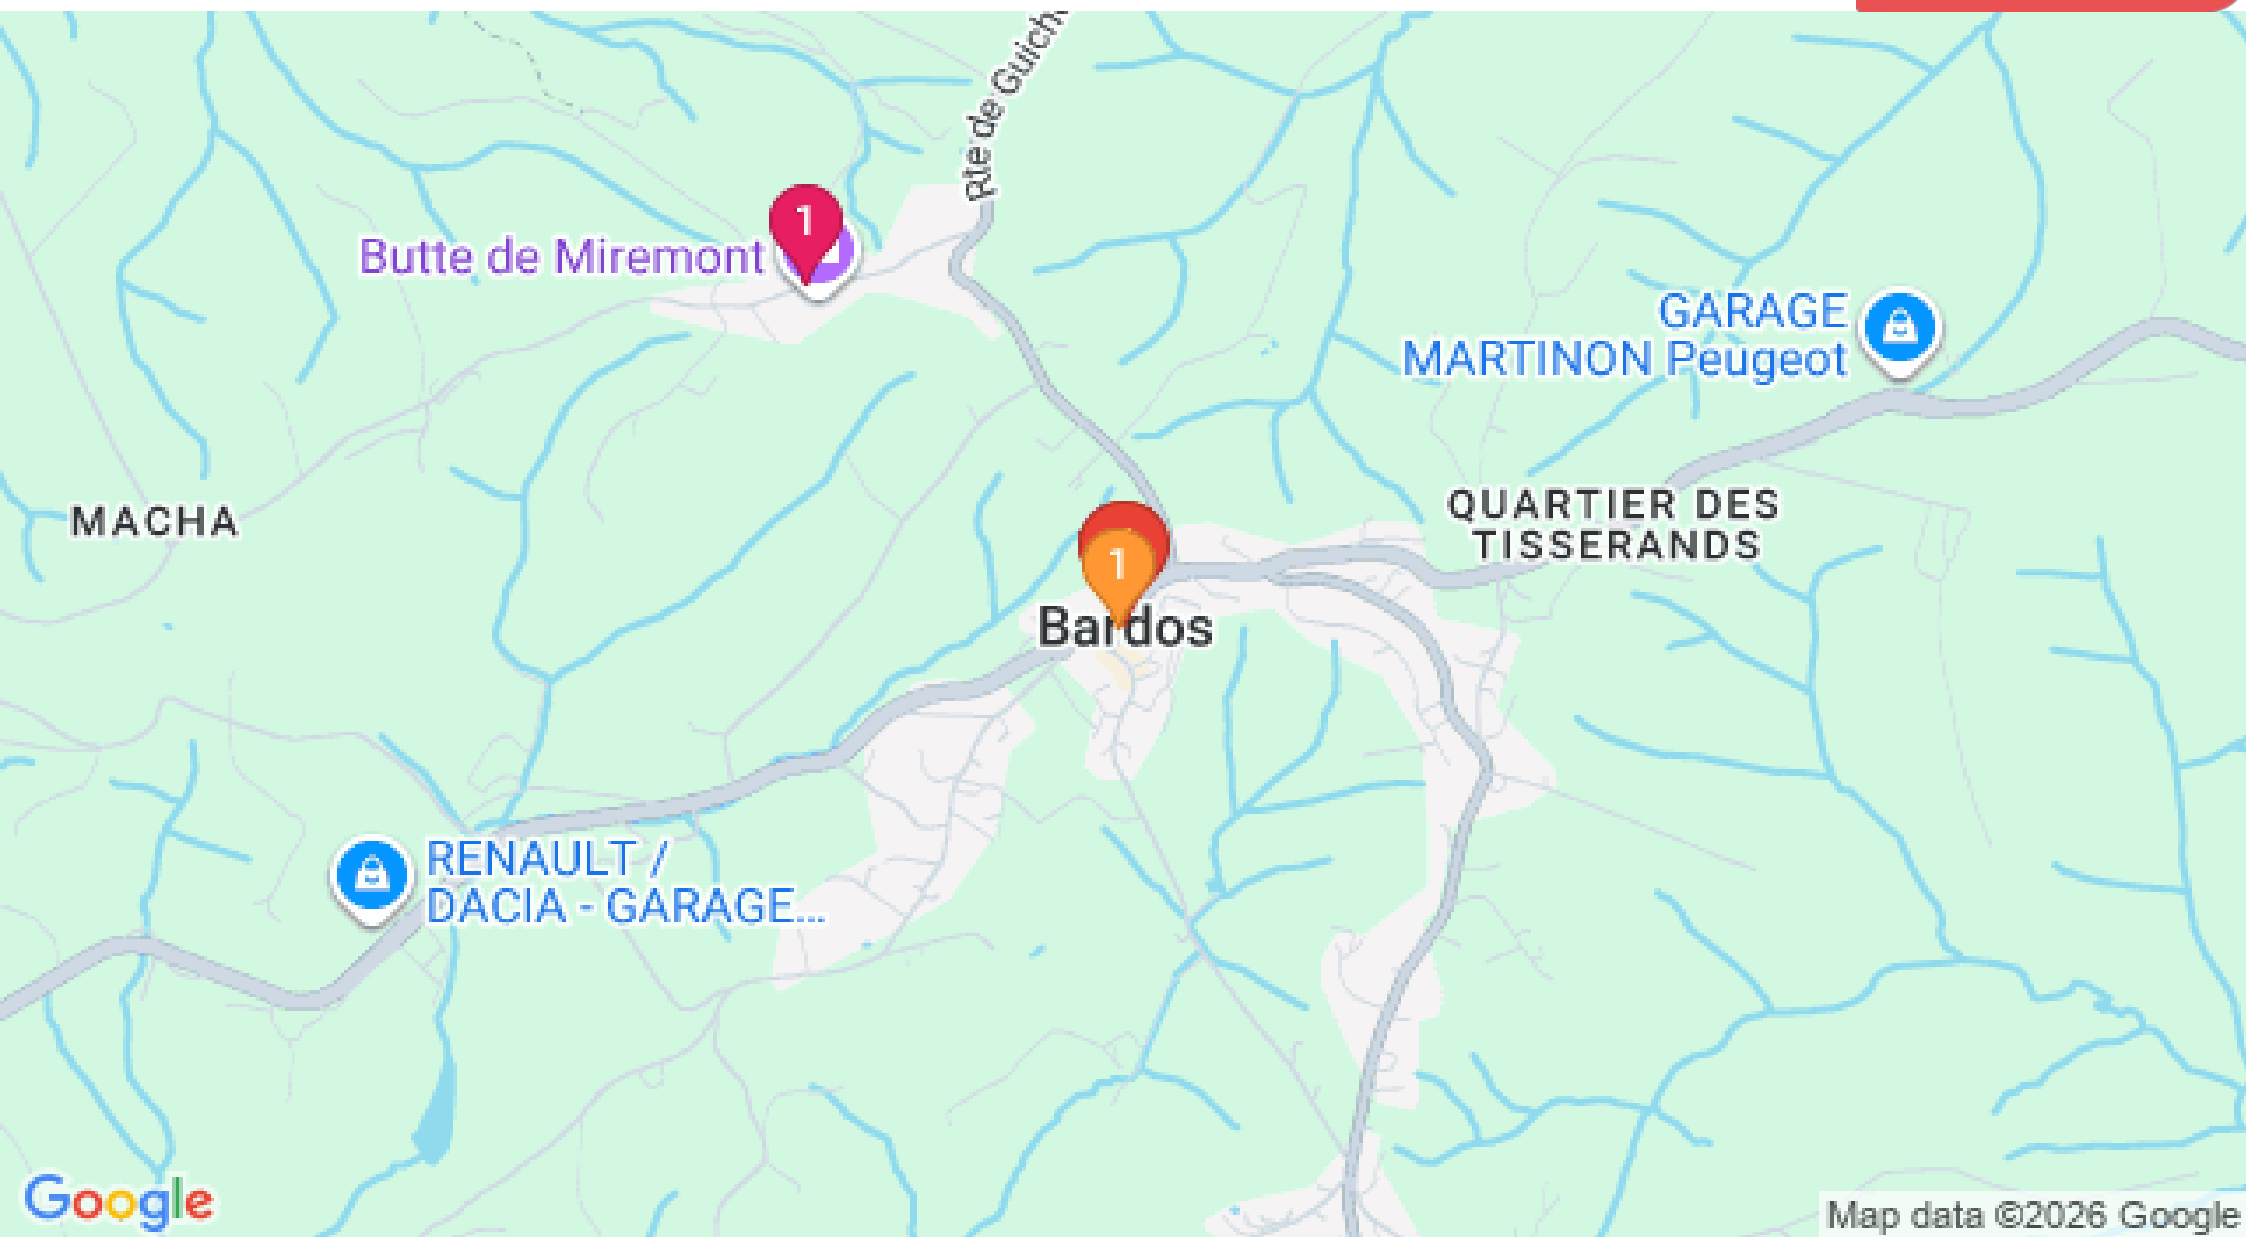 Rte de Guiche
1
Butte de Miremont
GARAGE
MARTINON Peugeot
MACHA
QUARTIER DES
TISSERANDS
1
Bardos
RENAULT /
DACIA - GARAGE...
Google
Map data ©2026 Google